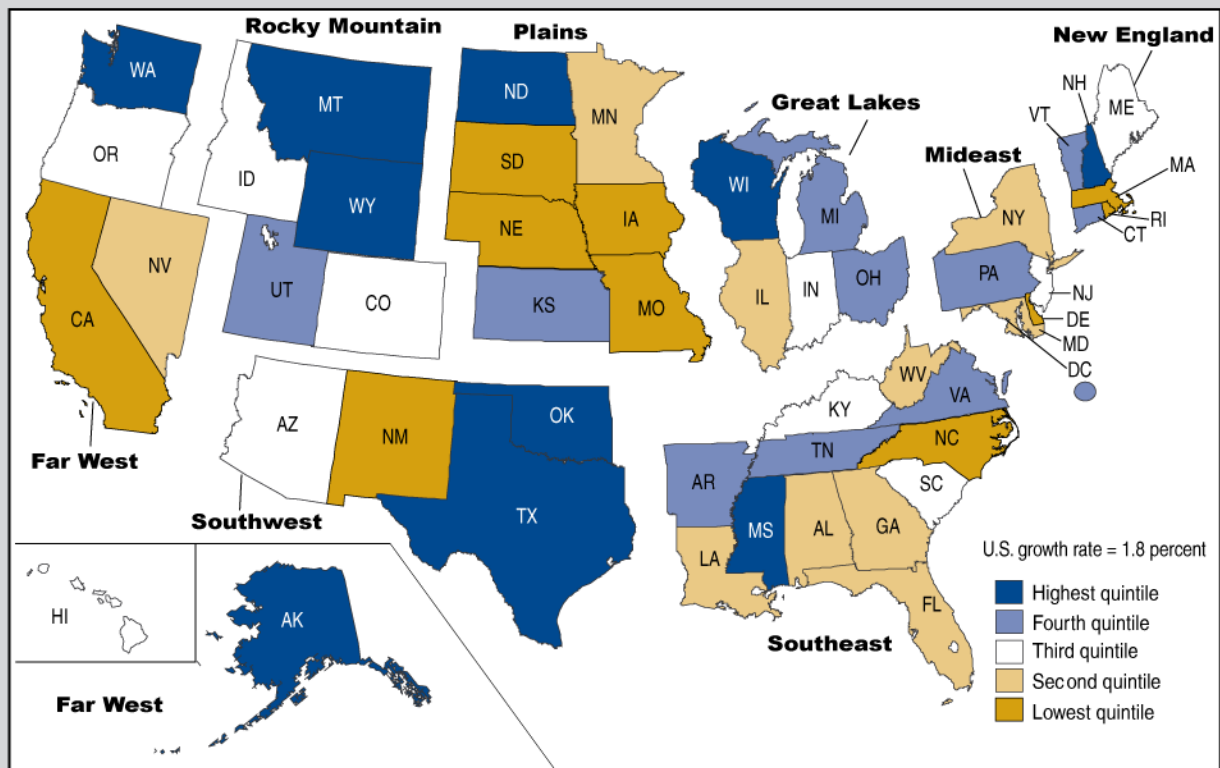 Rocky Mountain
Plains
New England
WA
MT
ND
MN
Great Lakes
NH
ME
VT
OR
ID
SD
WI
Mideast
MA
WY
NE
IA
MI
NY
RI
CT
NV
UT
CO
KS
MO
IL
IN
OH
PA
NJ
CA
DE
MD
DC
WV
VA
AZ
NM
OK
KY
NC
TN
Far West
AR
SC
Southwest
TX
MS
AL
GA
LA
U.S. growth rate = 1.8 percent
HI
AK
FL
Highest quintile
Fourth quintile
Southeast
Third quintile
Second quintile
Far West
Lowest quintile